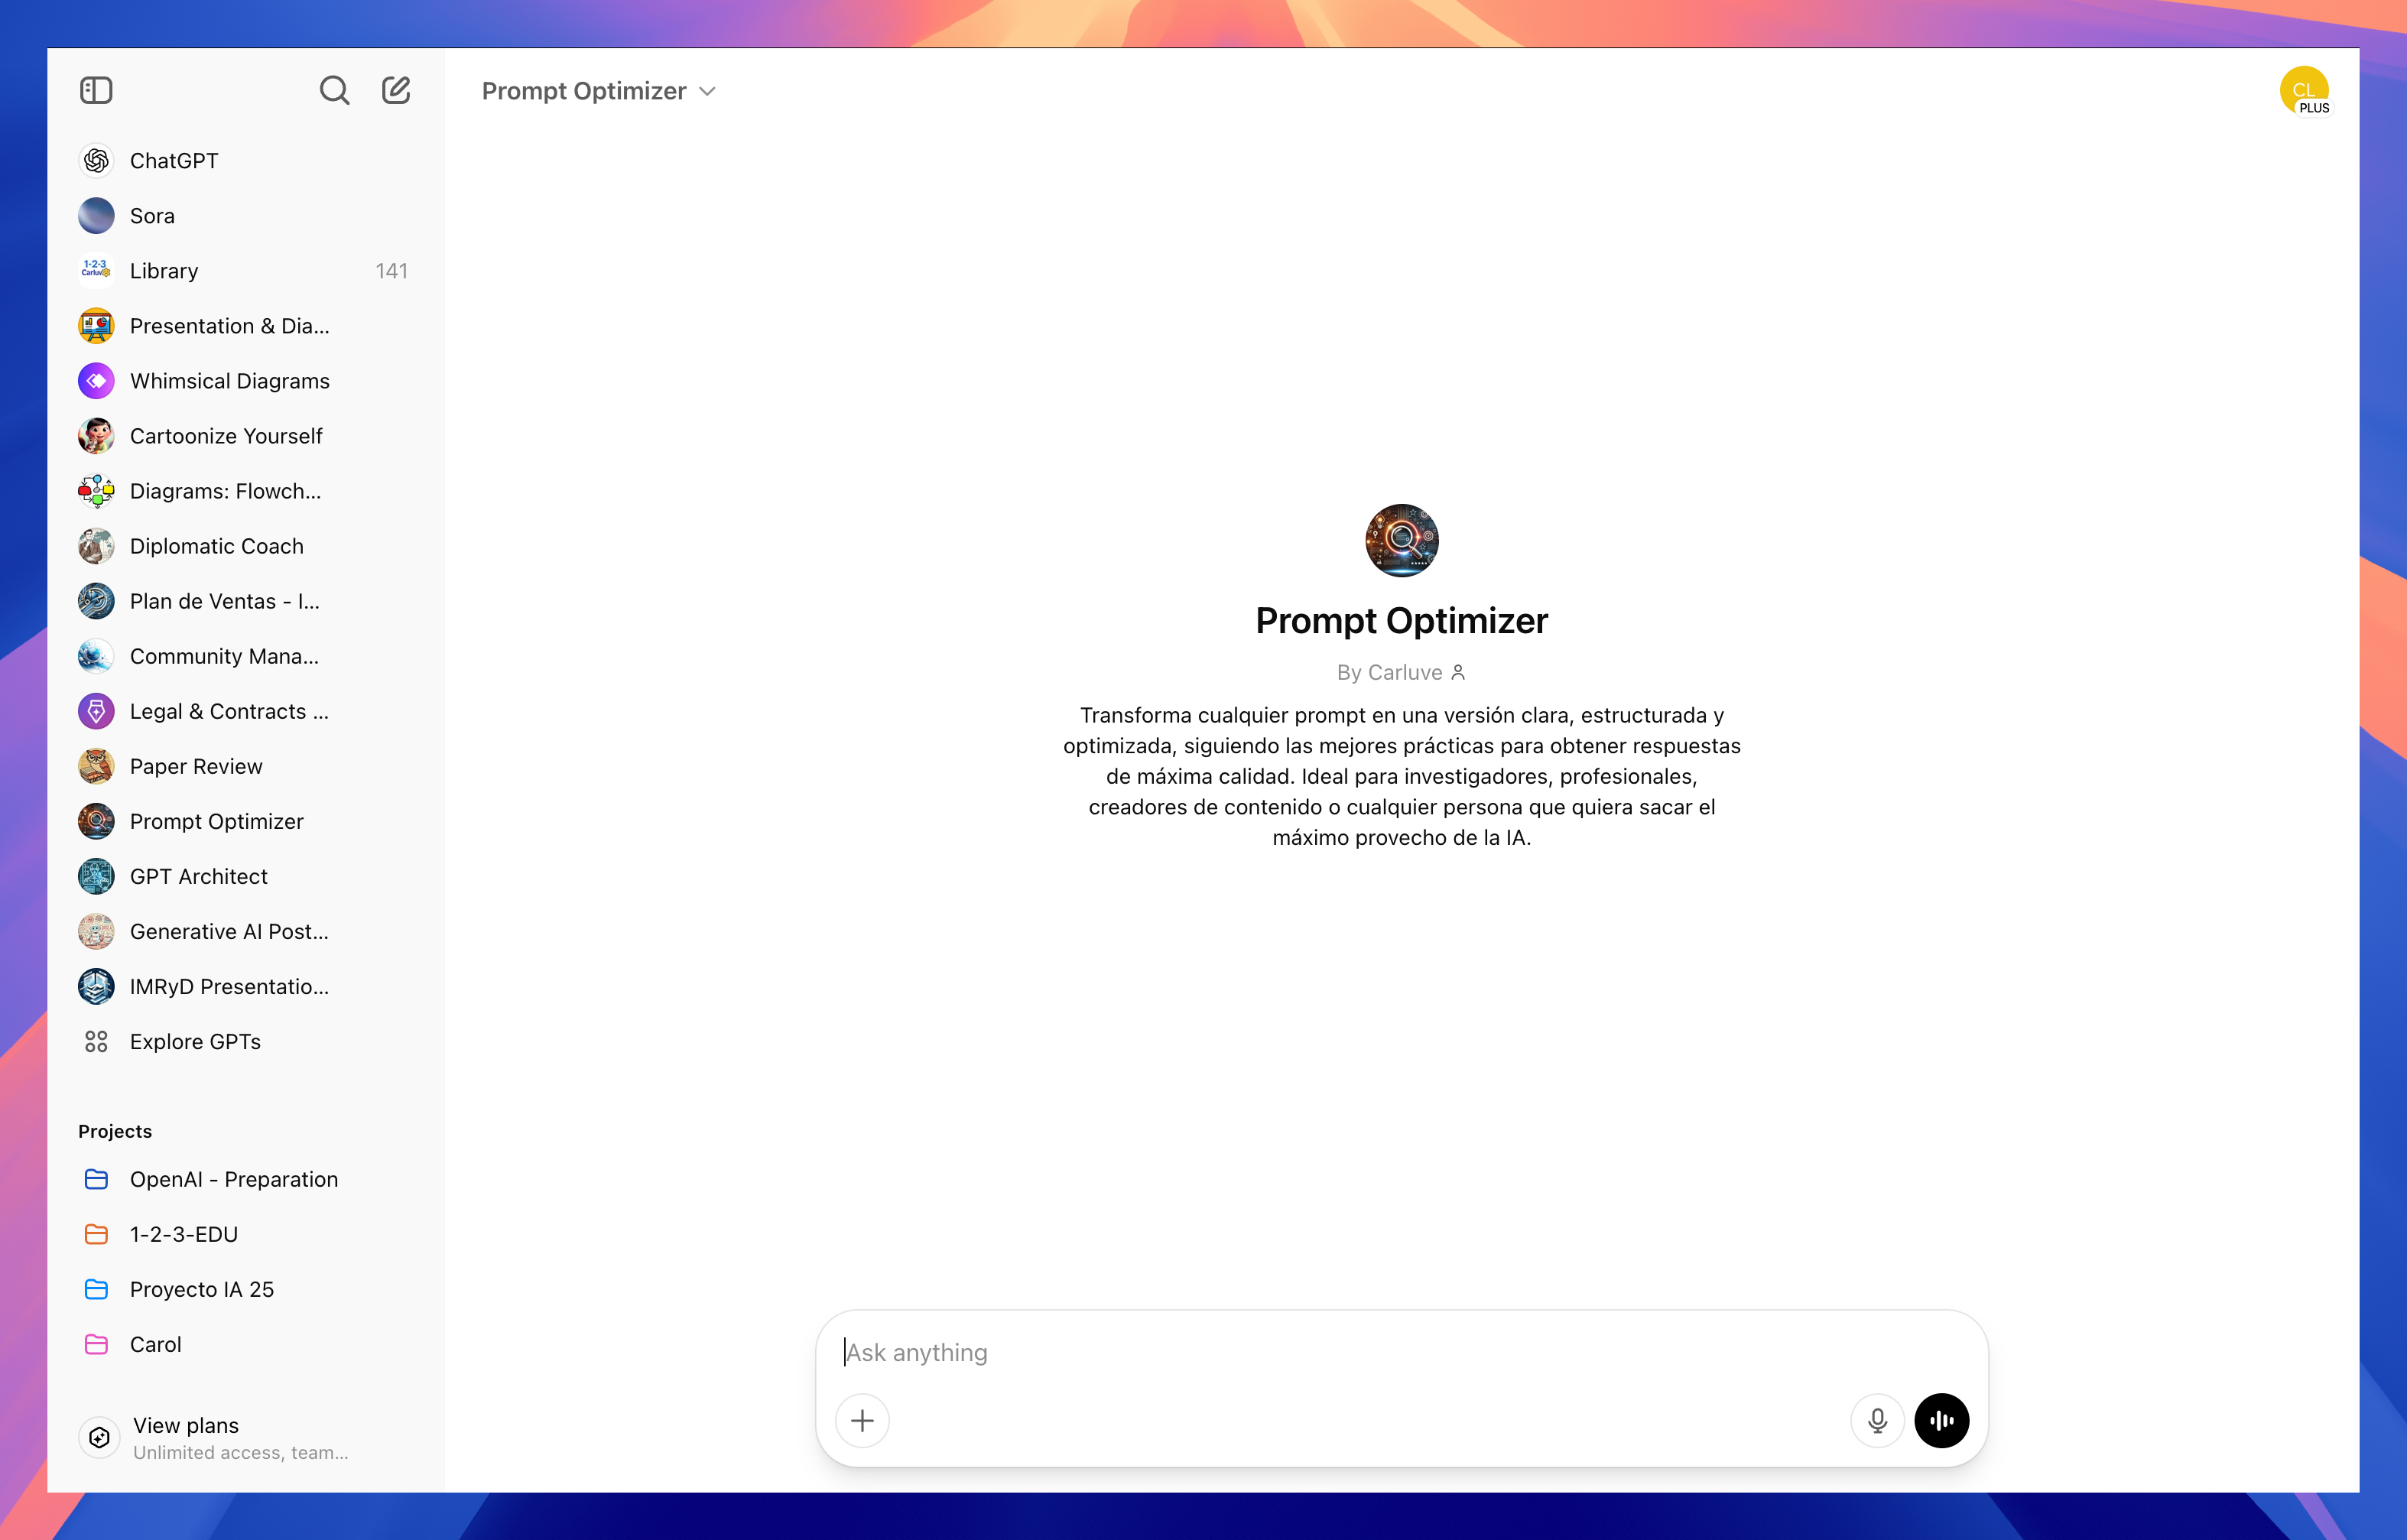 Prompt Optimizer
CL
PLUS
ChatGPT
Sora
1-2-3
Carluve
Library
141
Presentation & Dia...
Whimsical Diagrams
Cartoonize Yourself
Diagrams: Flowch...
Diplomatic Coach
Plan de Ventas - I...
Community Mana...
Legal & Contracts ...
Paper Review
Prompt Optimizer
GPT Architect
Generative AI Post...
IMRyD Presentatio...
Explore GPTs
Projects
OpenAI - Preparation
1-2-3-EDU
Proyecto IA 25
Carol
View plans
Unlimited access, team...
Prompt Optimizer
By Carluve
Transforma cualquier prompt en una versión clara, estructurada y
optimizada, siguiendo las mejores prácticas para obtener respuestas
de máxima calidad. Ideal para investigadores, profesionales,
creadores de contenido o cualquier persona que quiera sacar el
máximo provecho de la IA.
Ask anything